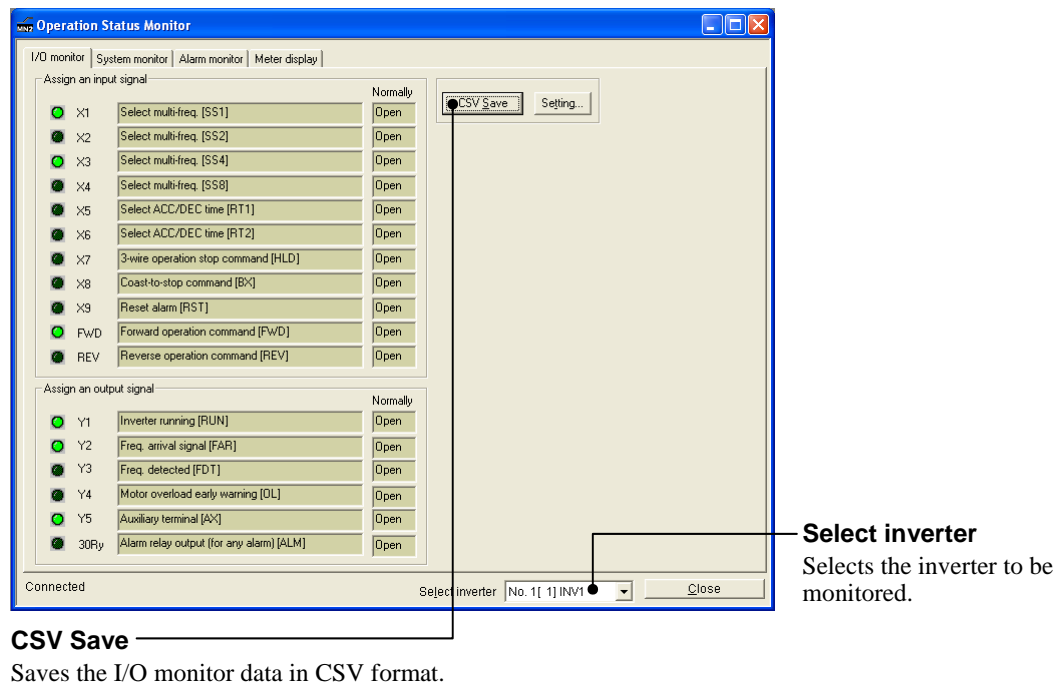 MN2 Operation Status Monitor
I/O monitor System monitor Alarm monitor Meter display
Assign an input signal
Normally
CSV Save Setting...
X1 Select multi-freq. [SS1] Open
X2 Select multi-freq. [SS2] Open
X3 Select multi-freq. [SS4] Open
X4 Select multi-freq. [SS8] Open
X5 Select ACC/DEC time [RT1] Open
X6 Select ACC/DEC time [RT2] Open
X7 3-wire operation stop command [HLD] Open
X8 Coast-to-stop command [BX] Open
X9 Reset alarm [RST] Open
FWD Forward operation command [FWD] Open
REV Reverse operation command [REV] Open
Assign an output signal
Normally
Y1 Inverter running [RUN] Open
Y2 Freq. arrival signal [FAR] Open
Y3 Freq. detected [FDT] Open
Y4 Motor overload early warning [OL] Open
Y5 Auxiliary terminal [AX] Open
30Ry Alarm relay output (for any alarm) [ALM] Open
Connected
Select inverter No. 1[ 1] INV1 Close
Select inverter
Selects the inverter to be
monitored.
CSV Save
Saves the I/O monitor data in CSV format.